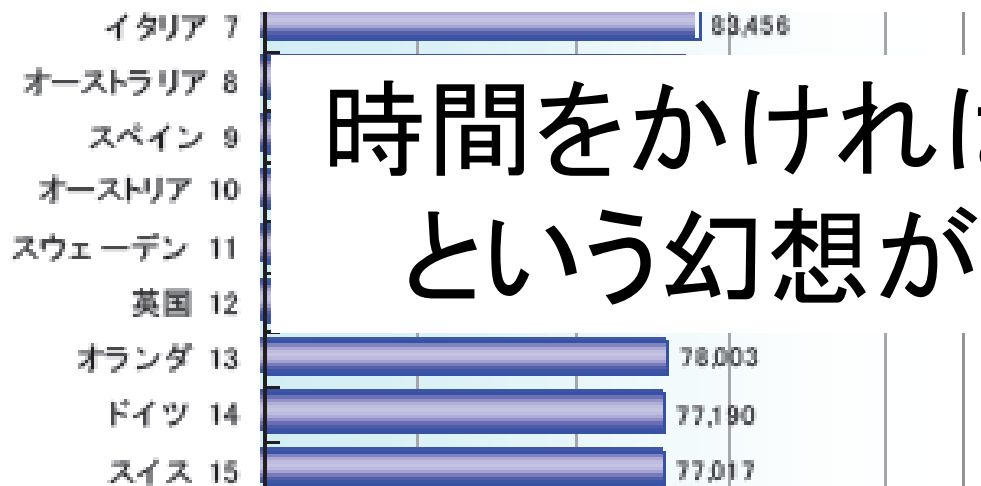 イタリア 7 83,456
オーストラリア 8
スペイン 9
オーストリア 10
スウェーデン 11
英国 12
時間をかければ
という幻想が
オランダ 13 78,003
ドイツ 14 77,190
スイス 15 77,017